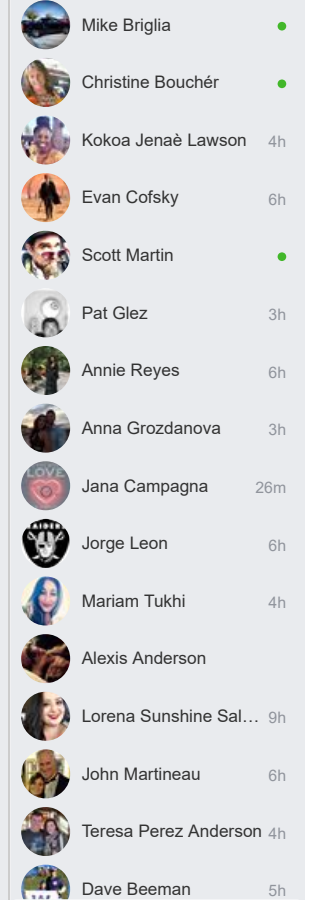 Mike Briglia
Christine Bouchér
Kokoa Jenaè Lawson 4h
Evan Cofsky 6h
Scott Martin
Pat Glez 3h
Annie Reyes 6h
Anna Grozdanova 3h
LOVE
Jana Campagna 26m
RAIDERS
Jorge Leon 6h
Mariam Tukhi 4h
Alexis Anderson
Lorena Sunshine Sal... 9h
John Martineau 6h
Teresa Perez Anderson 4h
Dave Beeman 5h
W